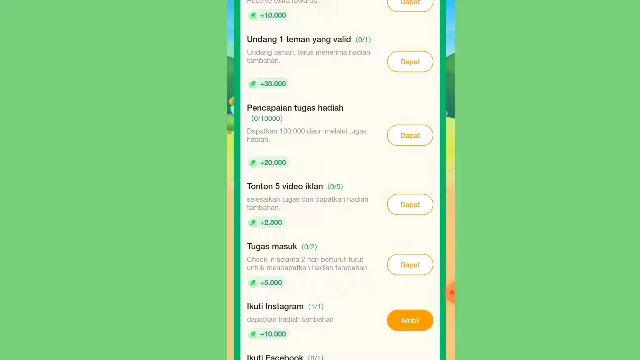 Receive extra rewards.
Dapat
+10.000
Undang 1 teman yang valid (0/1)
Undang teman, terus menerima hadiah
tambahan.
Dapat
+30.000
Pencapaian tugas hadiah
(0/10000)
Dapatkan 100.000 daun melalui tugas
hadiah.
Dapat
+20.000
Tonton 5 video iklan (0/5)
selesaikan tugas dan dapatkan hadiah
tambahan.
Dapat
+2.500
Tugas masuk (0/2)
Check in selama 2 hari berturut turut
untuk mendapatkan hadiah tambahan
Dapat
+5.000
Ikuti Instagram (1/1)
dapatkan hadiah tambahan
Ambil
+10.000
Ikuti Facebook (0/1)